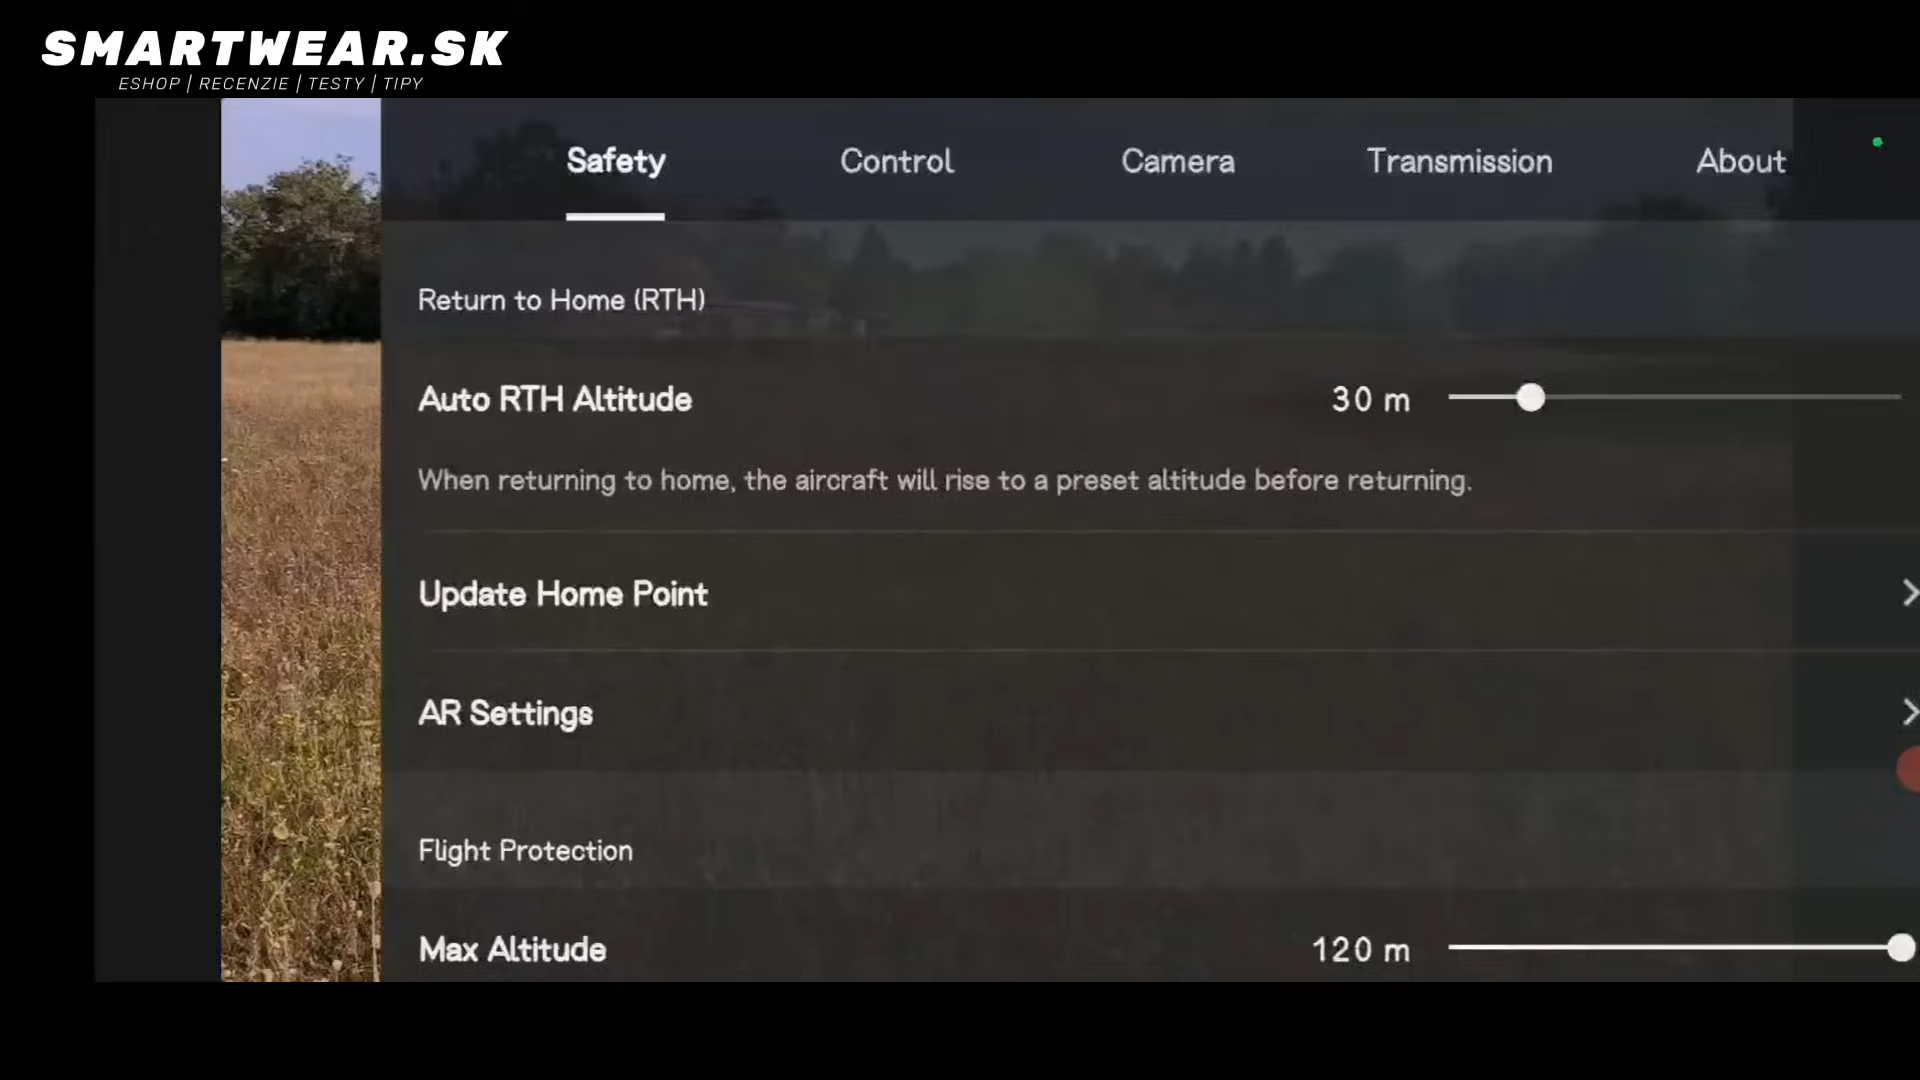 SMARTWEAR.SK
ESHOP | RECENZIE | TESTY | TIPY
Safety Control Camera Transmission About
Return to Home (RTH)
Auto RTH Altitude 30 m
When returning to home, the aircraft will rise to a preset altitude before returning.
Update Home Point
AR Settings
Flight Protection
Max Altitude 120 m